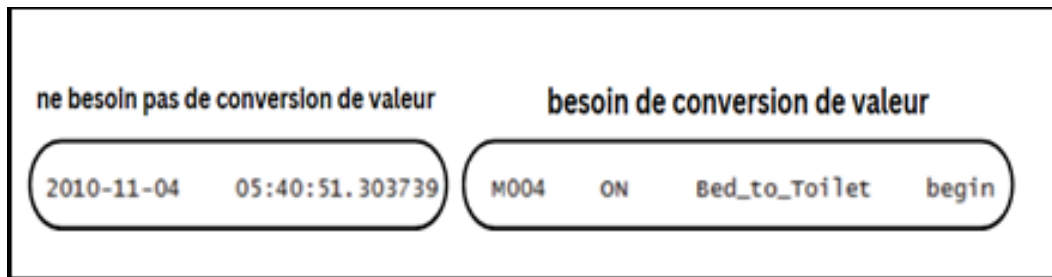 ne besoin pas de conversion de valeur
besoin de conversion de valeur
2010-11-04 05:40:51.303739 M004 ON Bed_to_Toilet begin